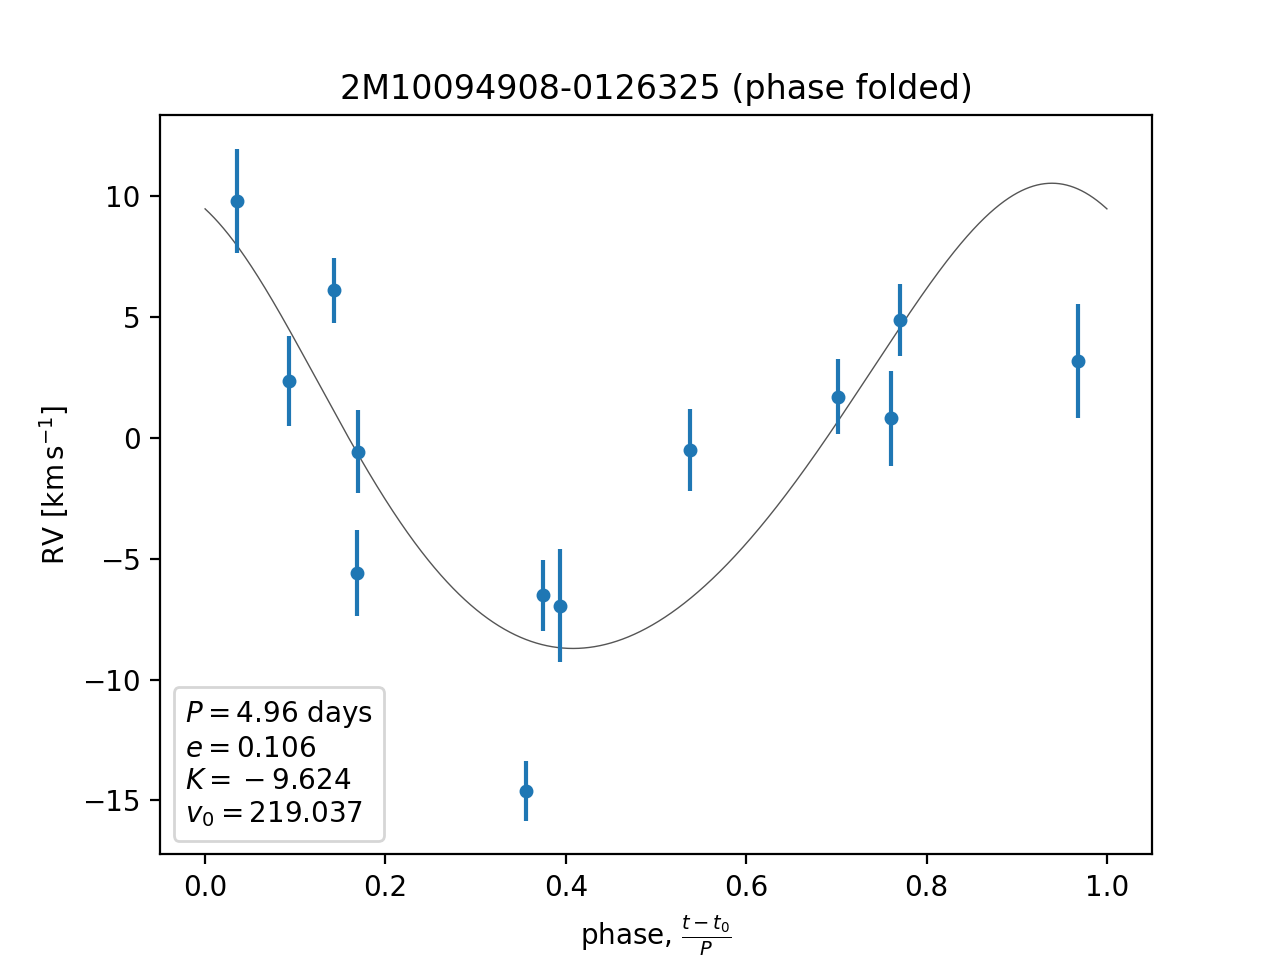 2M10094908-0126325 (phase folded)
RV [km s⁻¹]
10
5
0
−5
−10
−15
P = 4.96 days
e = 0.106
K = −9.624
v₀ = 219.037
0.0 0.2 0.4 0.6 0.8 1.0
phase, (t − t₀)/P